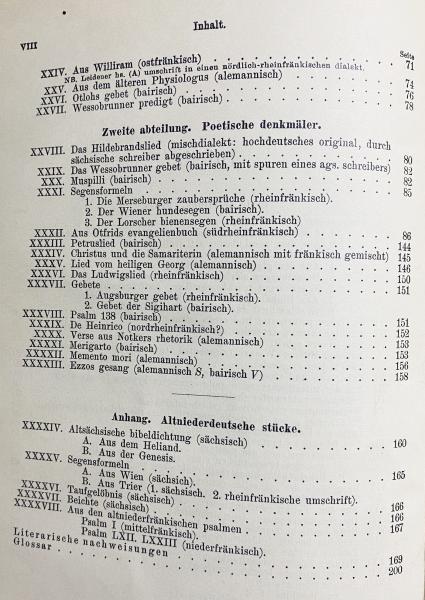 Inhalt.
VIII
Seite
XXIV. Aus Williram (ostfränkisch) . . . . . . . . . . 71
NB. Leidener hs. (A) umschrift in einen nördlich-rheinfränkischen dialekt.
XXV. Aus dem älteren Physiologus (alemannisch) . . . . . . 74
XXVI. Otlohs gebet (bairisch) . . . . . . . . . . 76
XXVII. Wessobrunner predigt (bairisch) . . . . . . . . . . 78
Zweite abteilung. Poetische denkmäler.
XXVIII. Das Hildebrandslied (mischdialekt: hochdeutsches original, durch
sächsische schreiber abgeschrieben) . . . . . . . . . . 80
XXIX. Das Wessobrunner gebet (bairisch, mit spuren eines ags. schreibers) 82
XXX. Muspilli (bairisch) . . . . . . . . . . 82
XXXI. Segensformeln . . . . . . . . . . 85
1. Die Merseburger zaubersprüche (rheinfränkisch).
2. Der Wiener hundesegen (bairisch).
3. Der Lorscher bienensegen (rheinfränkisch)
XXXII. Aus Otfrids evangelienbuch (südrheinfränkisch) . . . . . . 86
XXXIII. Petruslied (bairisch) . . . . . . . . . . 144
XXXIV. Christus und die Samariterin (alemannisch mit fränkisch gemischt) 145
XXXV. Lied vom heiligen Georg (alemannisch) . . . . . . . . 146
XXXVI. Das Ludwigslied (rheinfränkisch) . . . . . . . . . . 150
XXXVII. Gebete . . . . . . . . . . 151
1. Augsburger gebet (rheinfränkisch).
2. Gebet der Sigihart (bairisch).
XXXVIII. Psalm 138 (bairisch) . . . . . . . . . . 151
XXXIX. De Heinrico (nordrheinfränkisch?) . . . . . . . . . . 152
XXXX. Verse aus Notkers rhetorik (alemannisch) . . . . . . . . 153
XXXXI. Merigarto (bairisch) . . . . . . . . . . 153
XXXXII. Memento mori (alemannisch) . . . . . . . . . . 156
XXXXIII. Ezzos gesang (alemannisch S, bairisch V) . . . . . . . . 158
Anhang. Altniederdeutsche stücke.
XXXXIV. Altsächsische bibeldichtung (sächsisch) . . . . . . . . 160
A. Aus dem Heliand.
B. Aus der Genesis.
XXXXV. Segensformeln . . . . . . . . . . 165
A. Aus Wien (sächsisch).
B. Aus Trier (1. sächsisch. 2. rheinfränkische umschrift).
XXXXVI. Taufgelöbnis (sächsisch) . . . . . . . . . . 166
XXXXVII. Beichte (sächsisch) . . . . . . . . . . 166
XXXXVIII. Aus den altniederfränkischen psalmen . . . . . . . . 167
Psalm I (mittelfränkisch).
Psalm LXII. LXXIII (niederfränkisch).
Literarische nachweisungen . . . . . . . . . . 169
Glossar . . . . . . . . . . 200